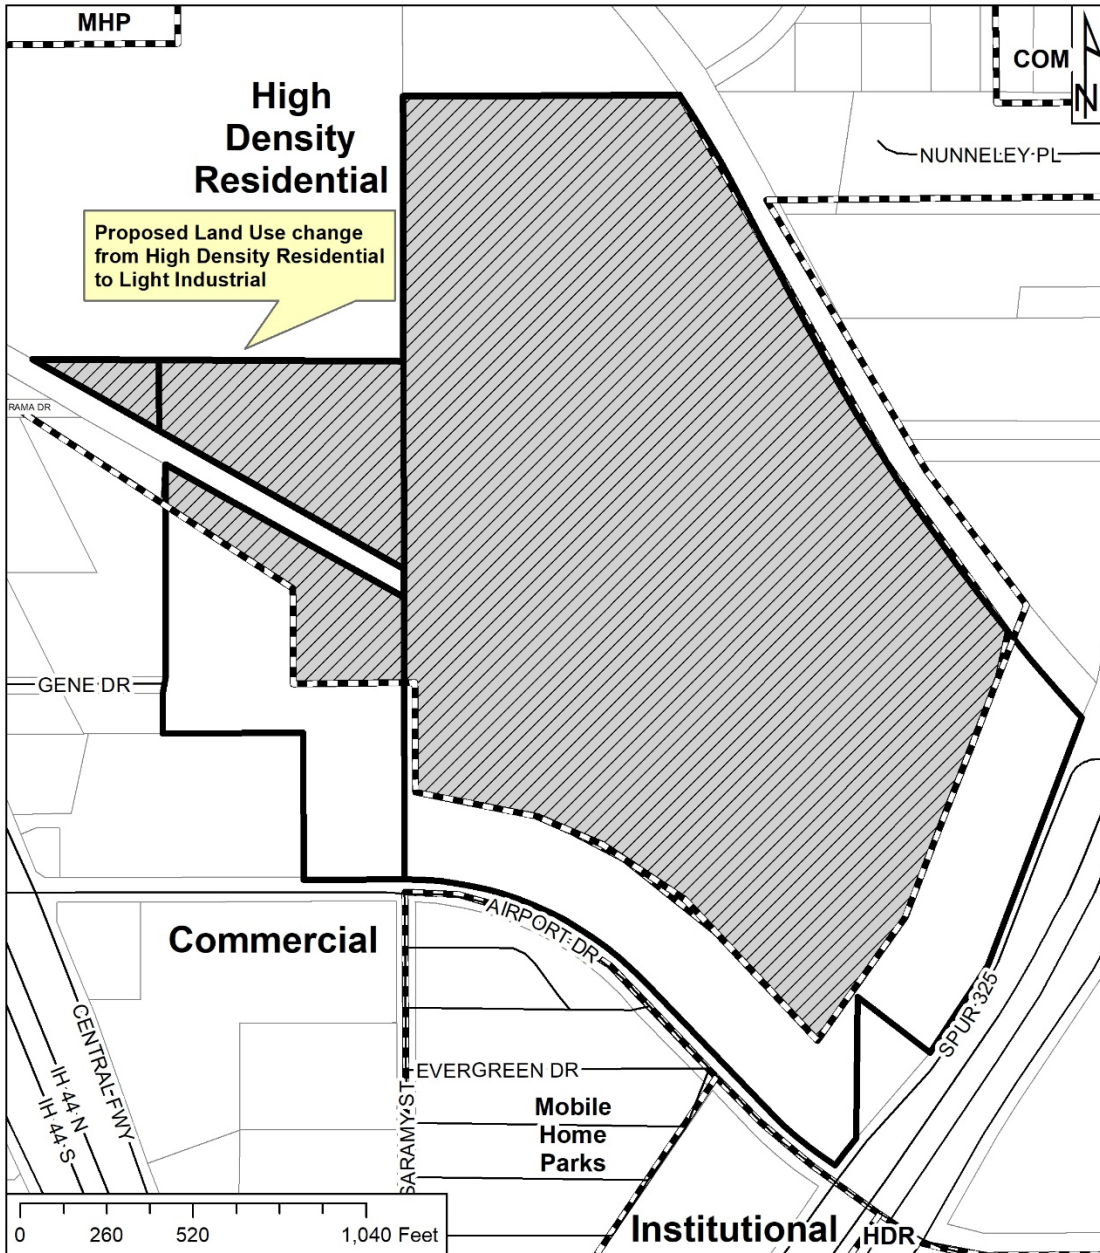 MHP
COM
N
High
Density
Residential
NUNNELEY PL
Proposed Land Use change
from High Density Residential
to Light Industrial
RAMA DR
GENE DR
AIRPORT DR
Commercial
SPUR 325
CENTRAL FWY
IH 44 N
IH 44 S
EVERGREEN DR
SARAMY ST
Mobile
Home
Parks
Institutional
HDR
0 260 520 1,040 Feet